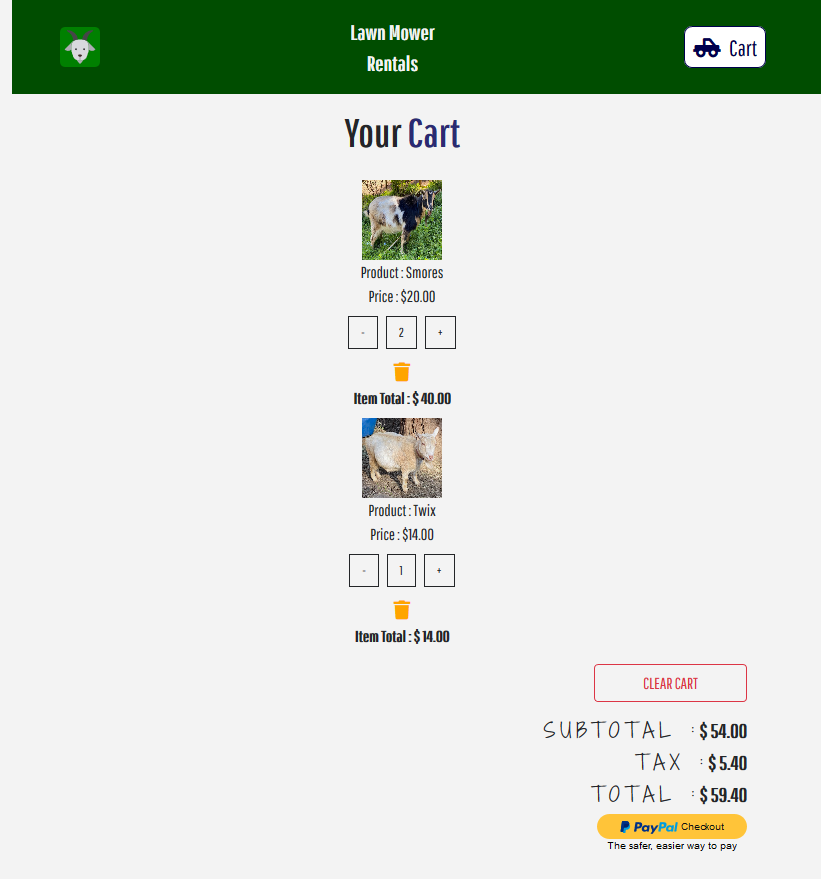 Lawn Mower
Rentals
Cart
Your Cart
Product : Smores
Price : $20.00
- 2 +
Item Total : $ 40.00
Product : Twix
Price : $14.00
- 1 +
Item Total : $ 14.00
CLEAR CART
SUBTOTAL : $ 54.00
TAX : $ 5.40
TOTAL : $ 59.40
PayPal Checkout
The safer, easier way to pay